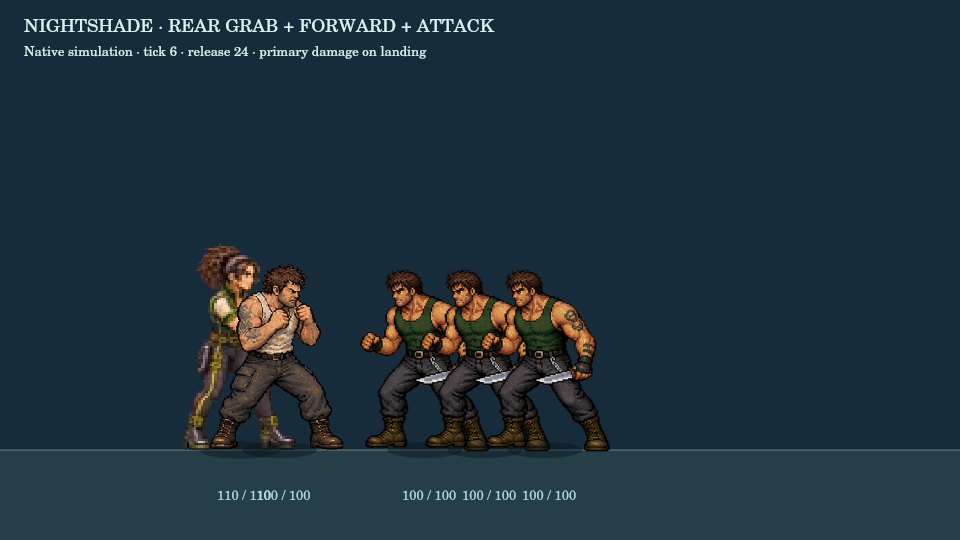 NIGHTSHADE · REAR GRAB + FORWARD + ATTACK
Native simulation · tick 6 · release 24 · primary damage on landing
110 / 1100 / 100 100 / 100 100 / 100 100 / 100